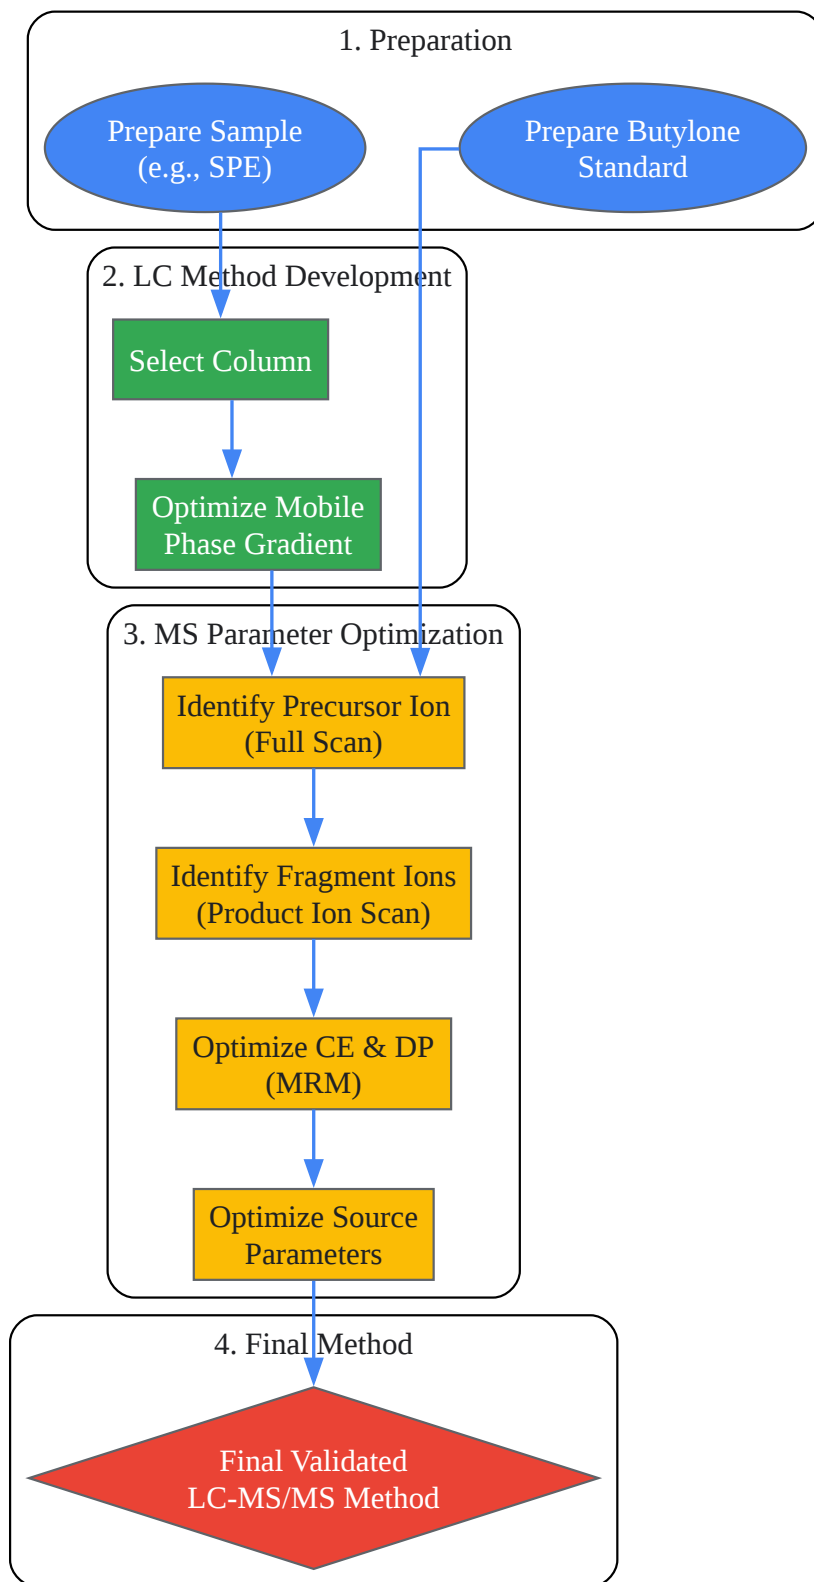 1. Preparation
Prepare Sample
(e.g., SPE)
Prepare Butylone
Standard
2. LC Method Development
Select Column
Optimize Mobile
Phase Gradient
3. MS Parameter Optimization
Identify Precursor Ion
(Full Scan)
Identify Fragment Ions
(Product Ion Scan)
Optimize CE & DP
(MRM)
Optimize Source
Parameters
4. Final Method
Final Validated
LC-MS/MS Method